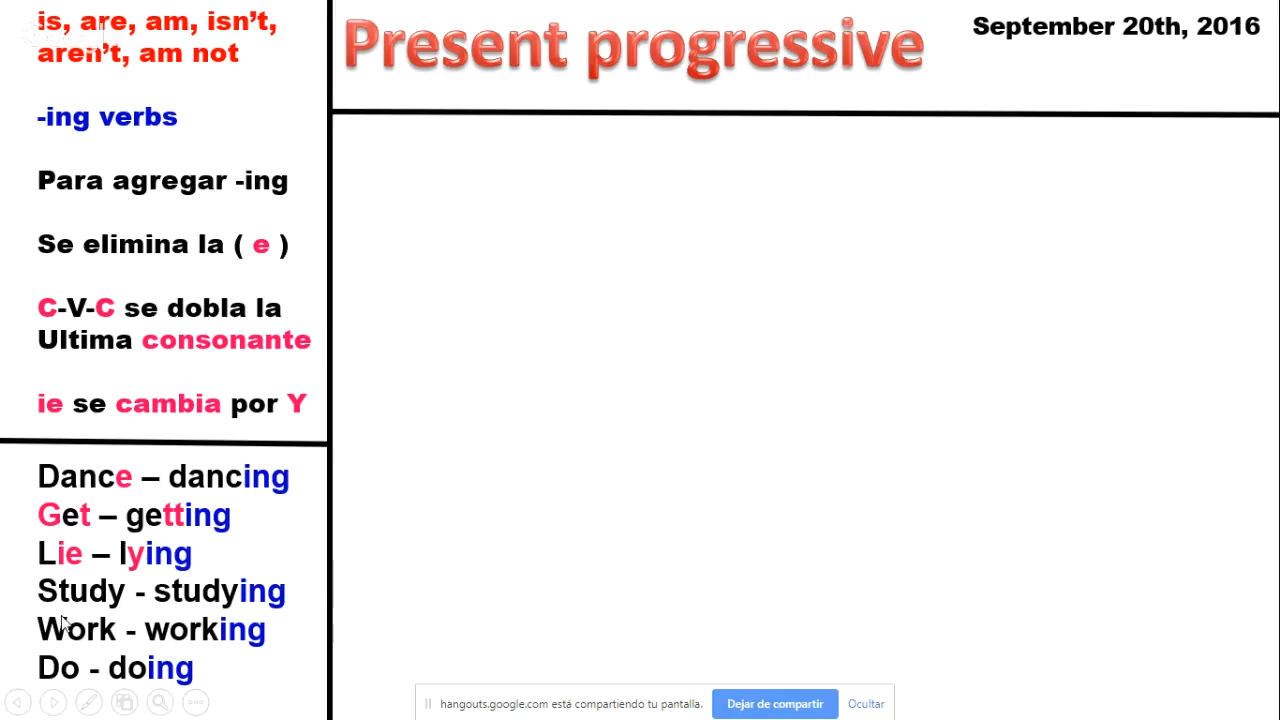 is, are, am, isn't,
aren't, am not
-ing verbs
Para agregar -ing
Se elimina la ( e )
C-V-C se dobla la
Ultima consonante
ie se cambia por Y
Dance – dancing
Get – getting
Lie – lying
Study - studying
Work - working
Do - doing
Present progressive
September 20th, 2016
hangouts.google.com está compartiendo tu pantalla.
Dejar de compartir
Ocultar